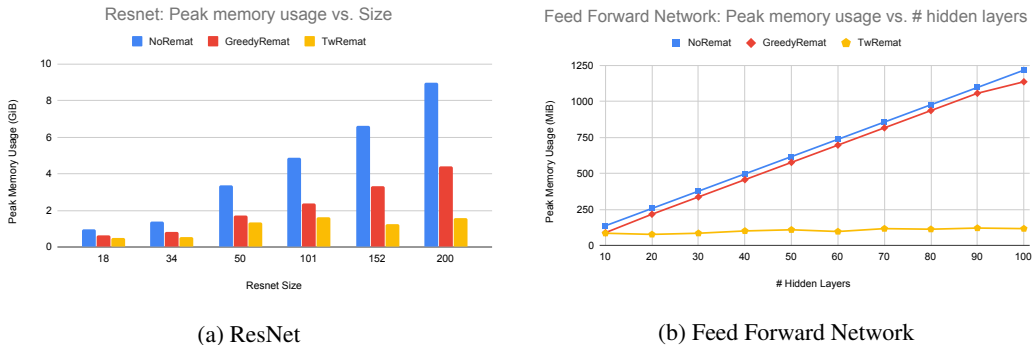 Resnet: Peak memory usage vs. Size
NoRemat GreedyRemat TwRemat
Peak Memory Usage (GiB)
10
8
6
4
2
0
18 34 50 101 152 200
Resnet Size
(a) ResNet
Feed Forward Network: Peak memory usage vs. # hidden layers
NoRemat GreedyRemat TwRemat
Peak Memory Usage (MiB)
1250
1000
750
500
250
0
10 20 30 40 50 60 70 80 90 100
# Hidden Layers
(b) Feed Forward Network